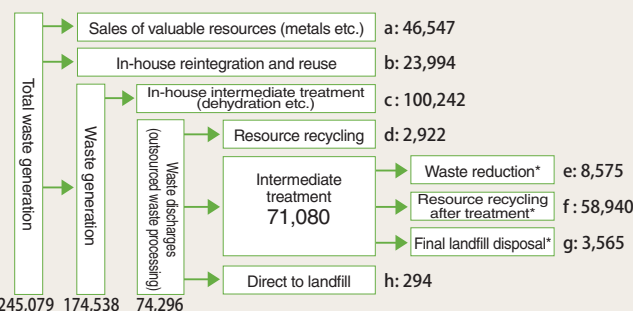 Total waste generation
Sales of valuable resources (metals etc.)
a: 46,547
In-house reintegration and reuse
b: 23,994
Waste generation
In-house intermediate treatment
(dehydration etc.)
c: 100,242
Waste discharges
(outsourced waste processing)
Resource recycling
d: 2,922
Intermediate
treatment
71,080
Waste reduction*
e: 8,575
Resource recycling
after treatment*
f: 58,940
Final landfill disposal*
g: 3,565
Direct to landfill
h: 294
245,079 174,538 74,296